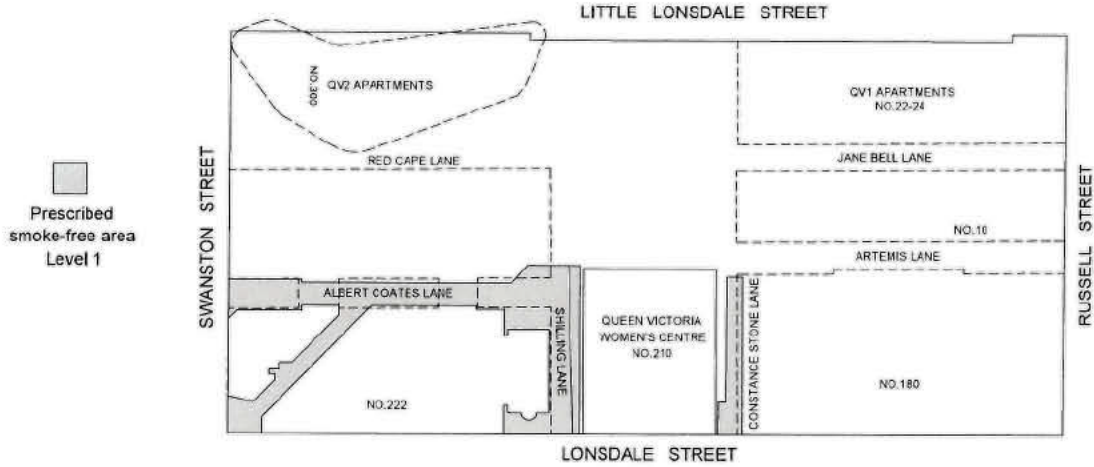 LITTLE LONSDALE STREET
NO.300
QV2 APARTMENTS
QV1 APARTMENTS
NO.22-24
RED CAPE LANE
JANE BELL LANE
Prescribed
smoke-free area
Level 1
SWANSTON STREET
RUSSELL STREET
NO.10
ARTEMIS LANE
ALBERT COATES LANE
SHILLING LANE
QUEEN VICTORIA
WOMEN'S CENTRE
NO.210
CONSTANCE STONE LANE
NO.180
NO.222
LONSDALE STREET